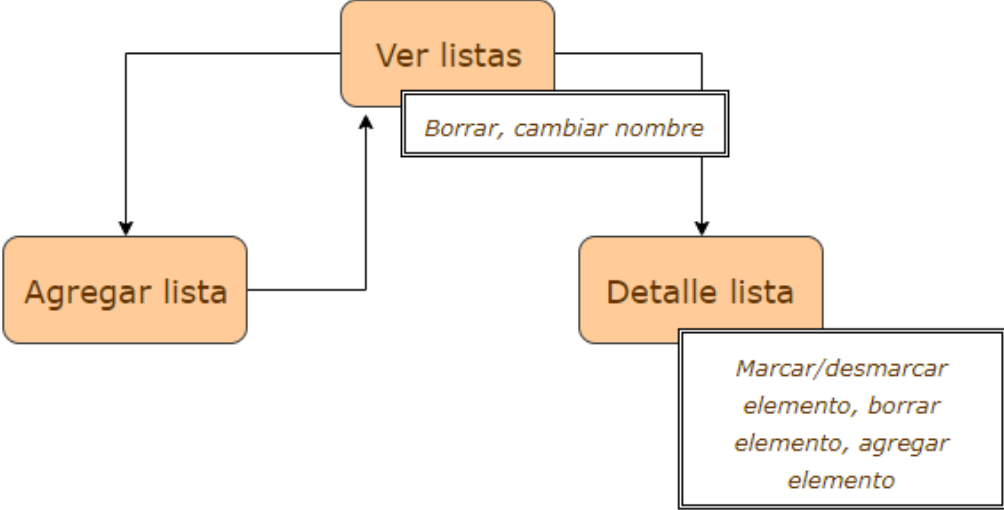 Ver listas
Borrar, cambiar nombre
Agregar lista
Detalle lista
Marcar/desmarcar
elemento, borrar
elemento, agregar
elemento